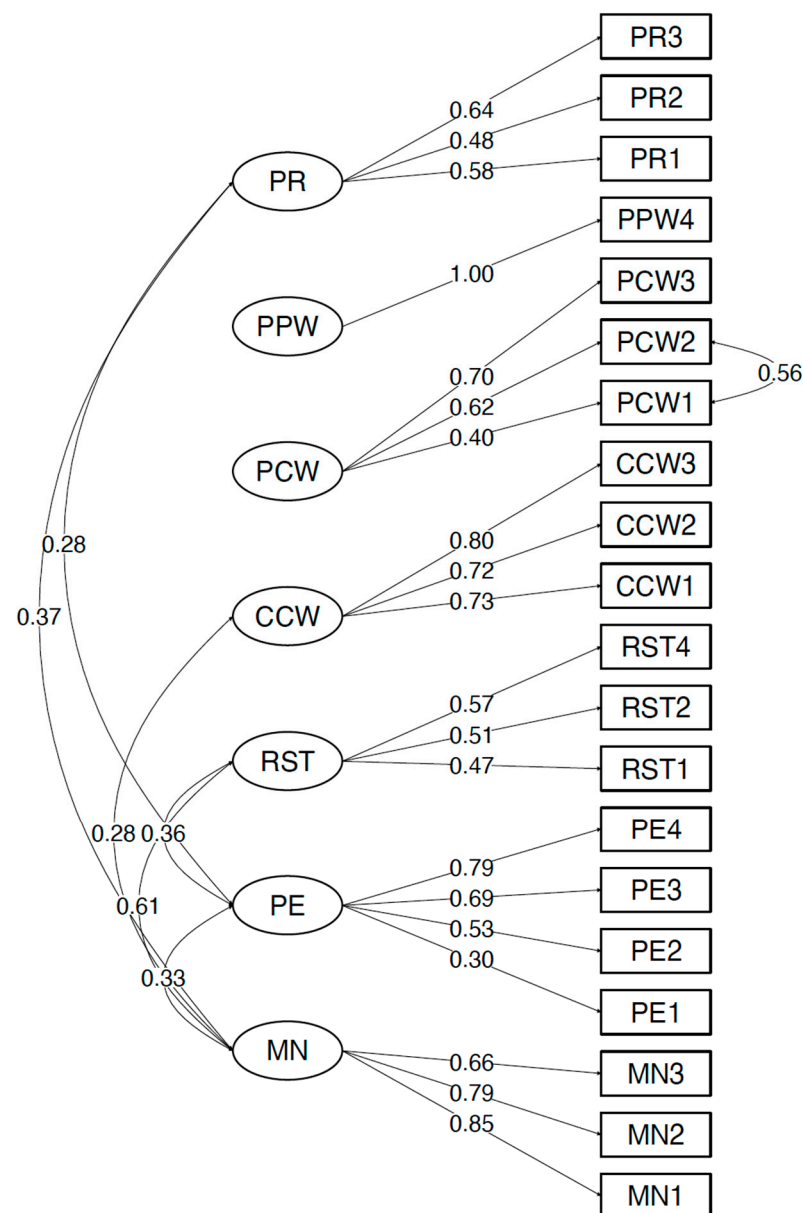 PR3
PR2
0.64
0.48
PR1
0.58
PR
PPW4
1.00
PCW3
PPW
PCW2
0.70
0.56
0.62
PCW1
0.40
PCW
CCW3
CCW2
0.80
0.28
0.72
CCW1
0.73
0.37
CCW
RST4
0.57
RST2
0.51
RST
RST1
0.47
0.28
0.36
PE4
0.79
PE3
0.69
0.61
PE
0.53
PE2
0.30
0.33
PE1
MN
0.66
MN3
0.79
0.85
MN2
MN1